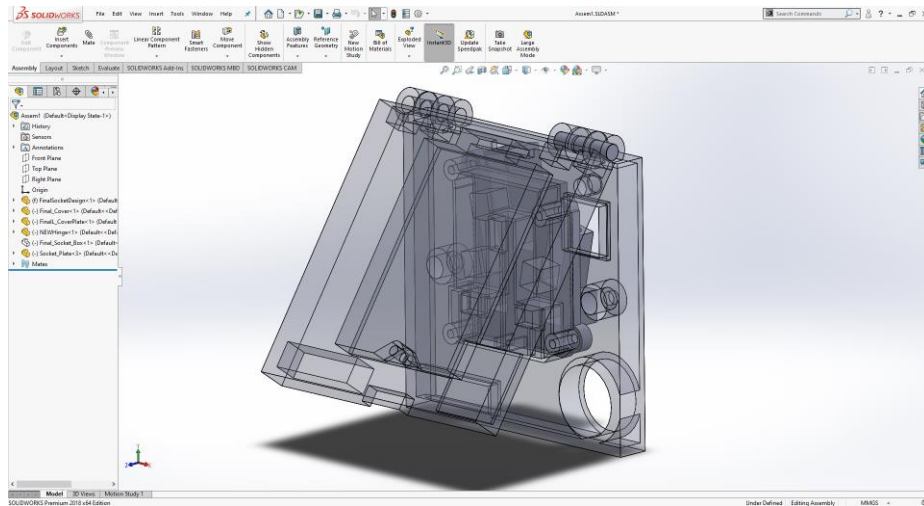 SOLIDWORKS File Edit View Insert Tools Window Help Assem1.SLDASM * Search Commands
Edit Component
Insert Components
Mate
Component Preview Window
Linear Component Pattern
Smart Fasteners
Move Component
Show Hidden Components
Assembly Features
Reference Geometry
New Motion Study
Bill of Materials
Exploded View
Instant3D
Update Speedpak
Take Snapshot
Large Assembly Mode
Assembly Layout Sketch Evaluate SOLIDWORKS Add-Ins SOLIDWORKS MBD SOLIDWORKS CAM
Assem1 (Default<Display State-1>)
History
Sensors
Annotations
Front Plane
Top Plane
Right Plane
Origin
(f) FinalSocketDesign<1> (Default
(-) Final_Cover<1> (Default<<Def
(-) FinalL_CoverPlate<1> (Default
(-) NEWHinge<1> (Default<<Def
(-) Final_Socket_Box<1> (Default
(-) Socket_Plate<3> (Default<<De
Mates
Model 3D Views Motion Study 1
SOLIDWORKS Premium 2018 x64 Edition Under Defined Editing Assembly MMGS